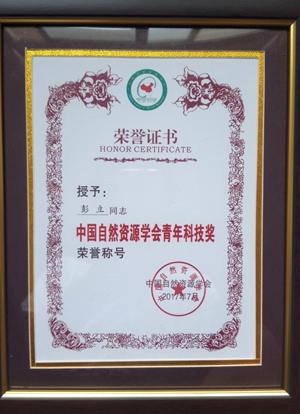 荣誉证书
HONOR CERTIFICATE
授予：
彭立 同志
中国自然资源学会青年科技奖
荣誉称号
中国自然资源学会
2017年7月